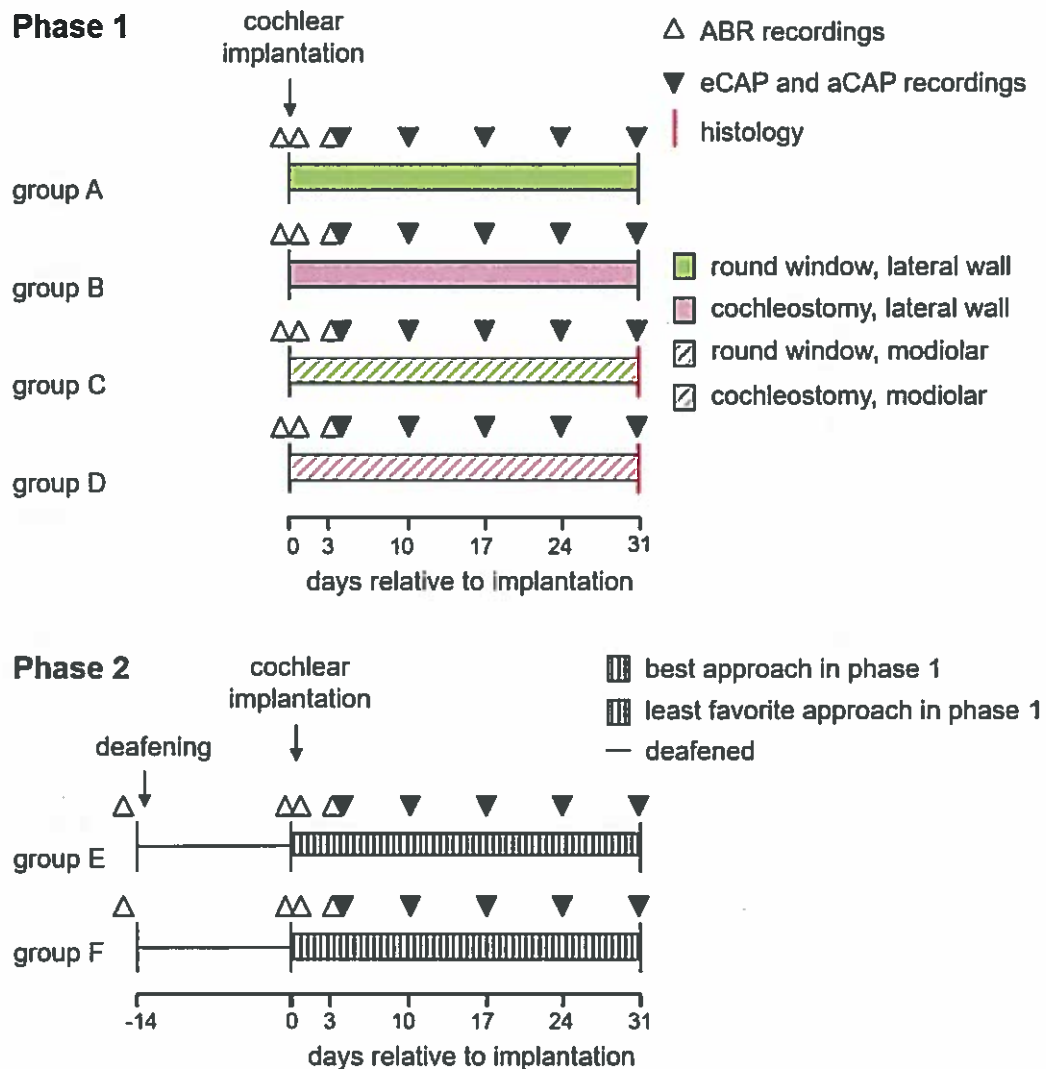 Phase 1
cochlear
implantation
ABR recordings
eCAP and aCAP recordings
histology
group A
group B
group C
group D
round window, lateral wall
cochleostomy, lateral wall
round window, modiolar
cochleostomy, modiolar
0 3 10 17 24 31
days relative to implantation
Phase 2
cochlear
implantation
deafening
best approach in phase 1
least favorite approach in phase 1
deafened
group E
group F
-14 0 3 10 17 24 31
days relative to implantation